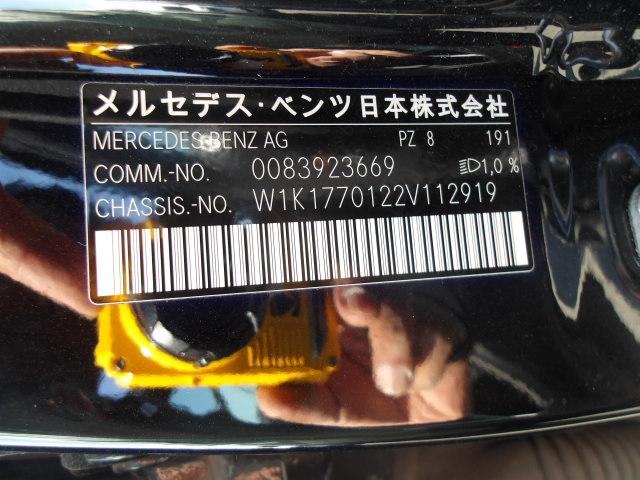 メルセデス・ベンツ日本株式会社
MERCEDES-BENZ AG PZ 8 191
COMM.-NO. 0083923669 1,0 %
CHASSIS.-NO. W1K1770122V112919